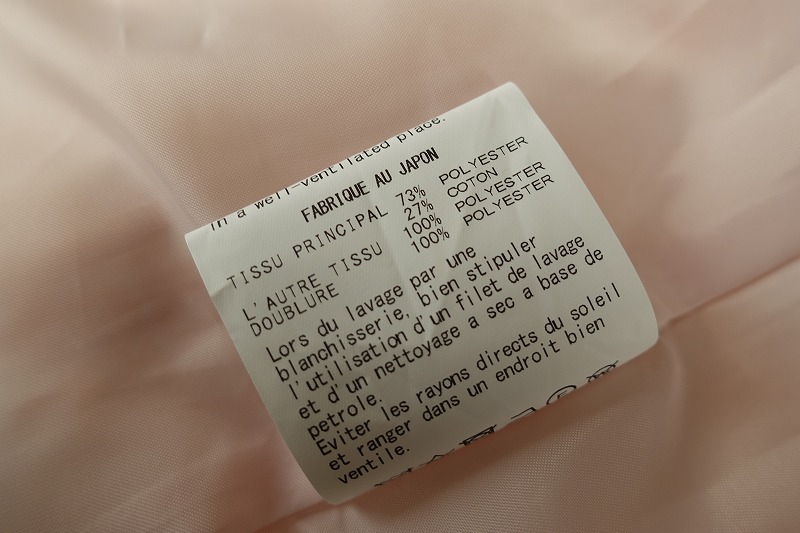 in a well-ventilated place.
FABRIQUE AU JAPON
TISSU PRINCIPAL 73% POLYESTER
27% COTON
L'AUTRE TISSU 100% POLYESTER
DOUBLURE 100% POLYESTER
Lors du lavage par une
blanchisserie, bien stipuler
l'utilisation d'un filet de lavage
et d'un nettoyage a sec a base de
petrole.
Eviter les rayons directs du soleil
et ranger dans un endroit bien
ventile.